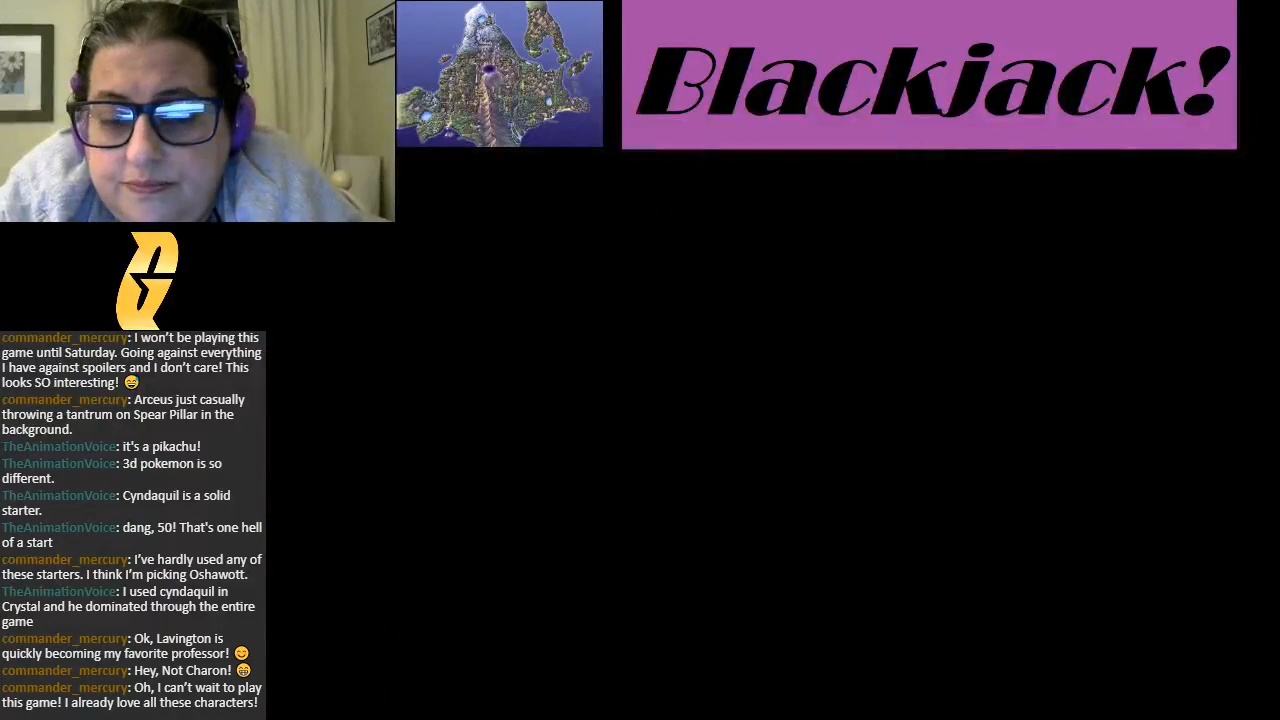 Blackjack!
commander_mercury: I won't be playing this
game until Saturday. Going against everything
I have against spoilers and I don't care! This
looks SO interesting! 😅
commander_mercury: Arceus just casually
throwing a tantrum on Spear Pillar in the
background.
TheAnimationVoice: it's a pikachu!
TheAnimationVoice: 3d pokemon is so
different.
TheAnimationVoice: Cyndaquil is a solid
starter.
TheAnimationVoice: dang, 50! That's one hell
of a start
commander_mercury: I've hardly used any of
these starters. I think I'm picking Oshawott.
TheAnimationVoice: I used cyndaquil in
Crystal and he dominated through the entire
game
commander_mercury: Ok, Lavington is
quickly becoming my favorite professor! 😊
commander_mercury: Hey, Not Charon! 😁
commander_mercury: Oh, I can't wait to play
this game! I already love all these characters!